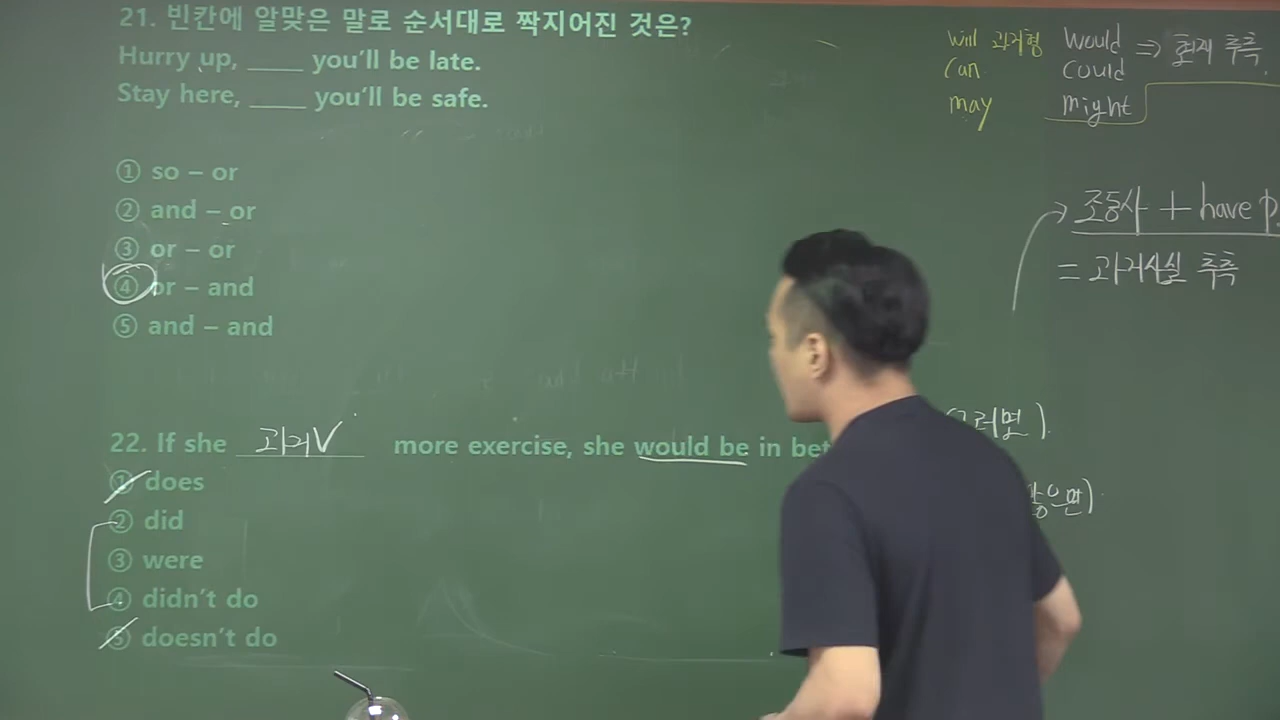 21. 빈칸에 알맞은 말로 순서대로 짝지어진 것은?
Hurry up, ____ you'll be late.
Stay here, ____ you'll be safe.
① so – or
② and – or
③ or – or
④ or – and
⑤ and – and
22. If she 과거V more exercise, she would be in bet
① does
② did
③ were
④ didn't do
⑤ doesn't do
will 과거형 would ⇒ 현재 추측.
can could
may might
→ 조동사 + have p.
= 과거사실 추측
(그러면).
않으면)